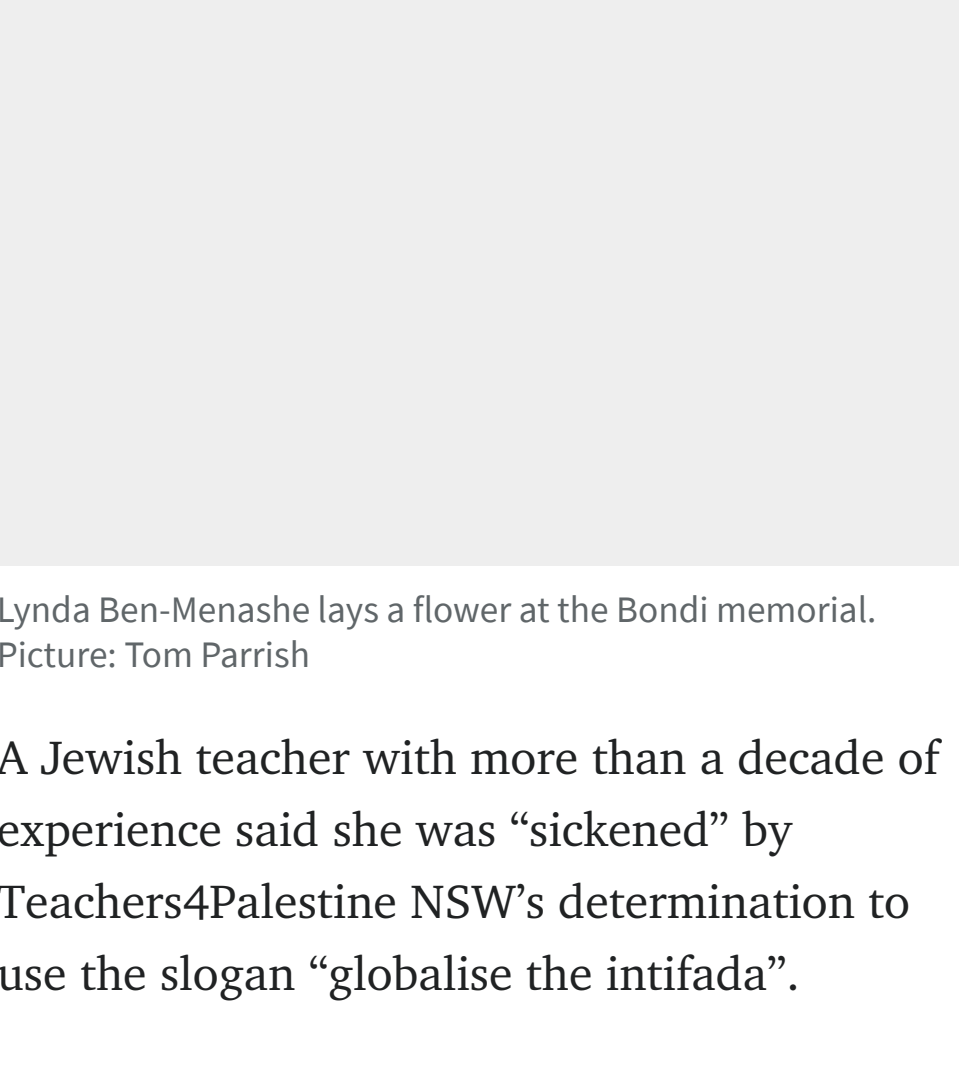 Lynda Ben-Menashe lays a flower at the Bondi memorial.
Picture: Tom Parrish
A Jewish teacher with more than a decade of
experience said she was “sickened” by
Teachers4Palestine NSW’s determination to
use the slogan “globalise the intifada”.